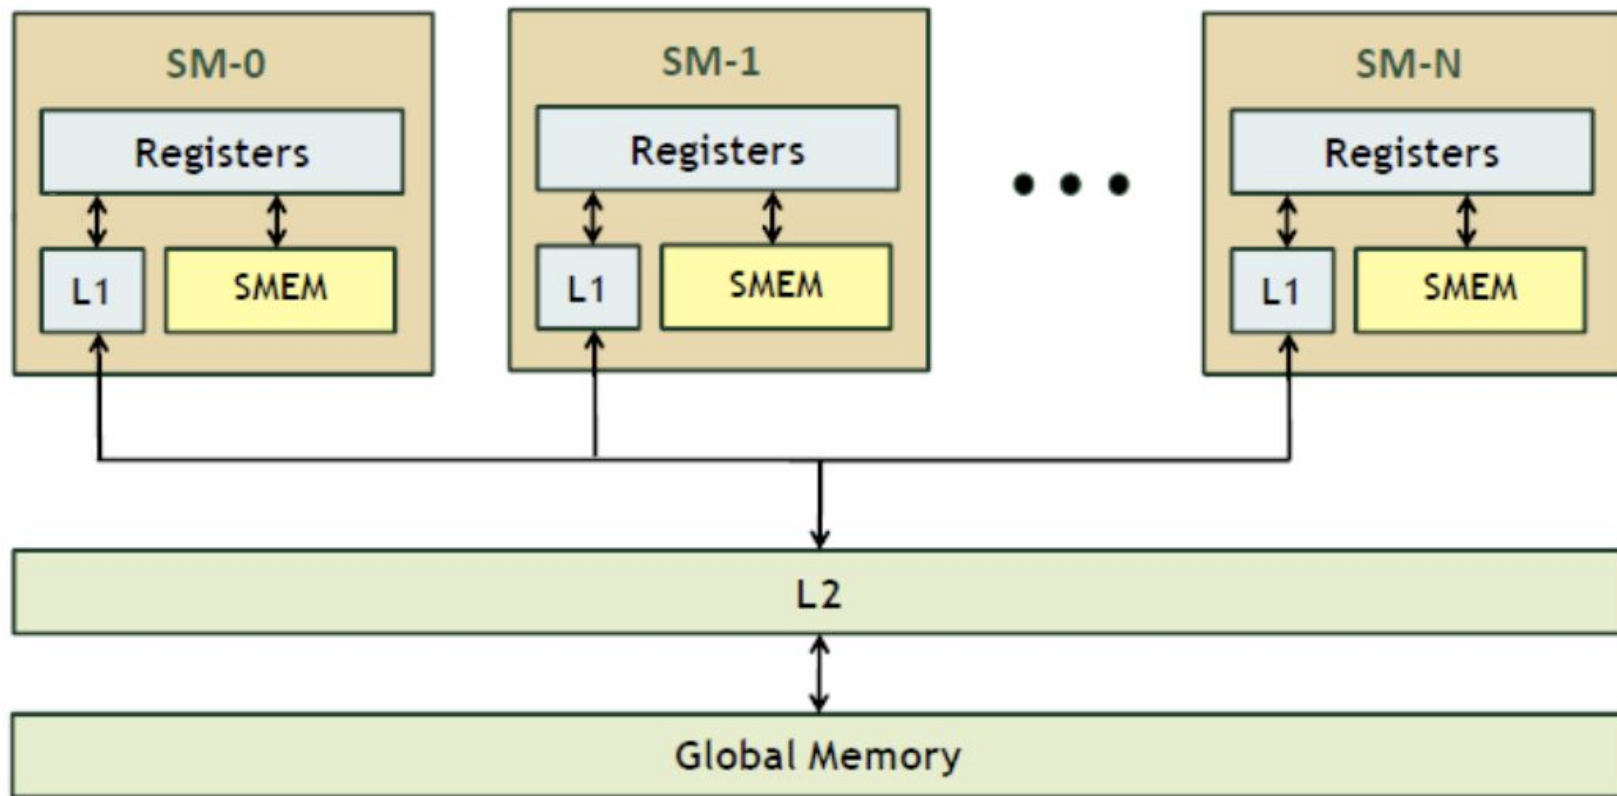 SM-0
SM-1
SM-N
Registers
Registers
Registers
L1
SMEM
L1
SMEM
L1
SMEM
L2
Global Memory